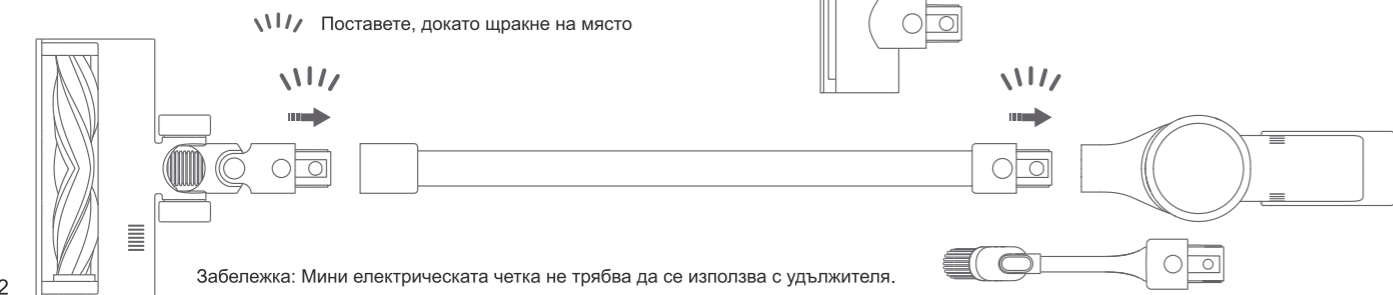 Поставете, докато щракне на място
Забележка: Мини електрическата четка не трябва да се използва с удължителя.
2